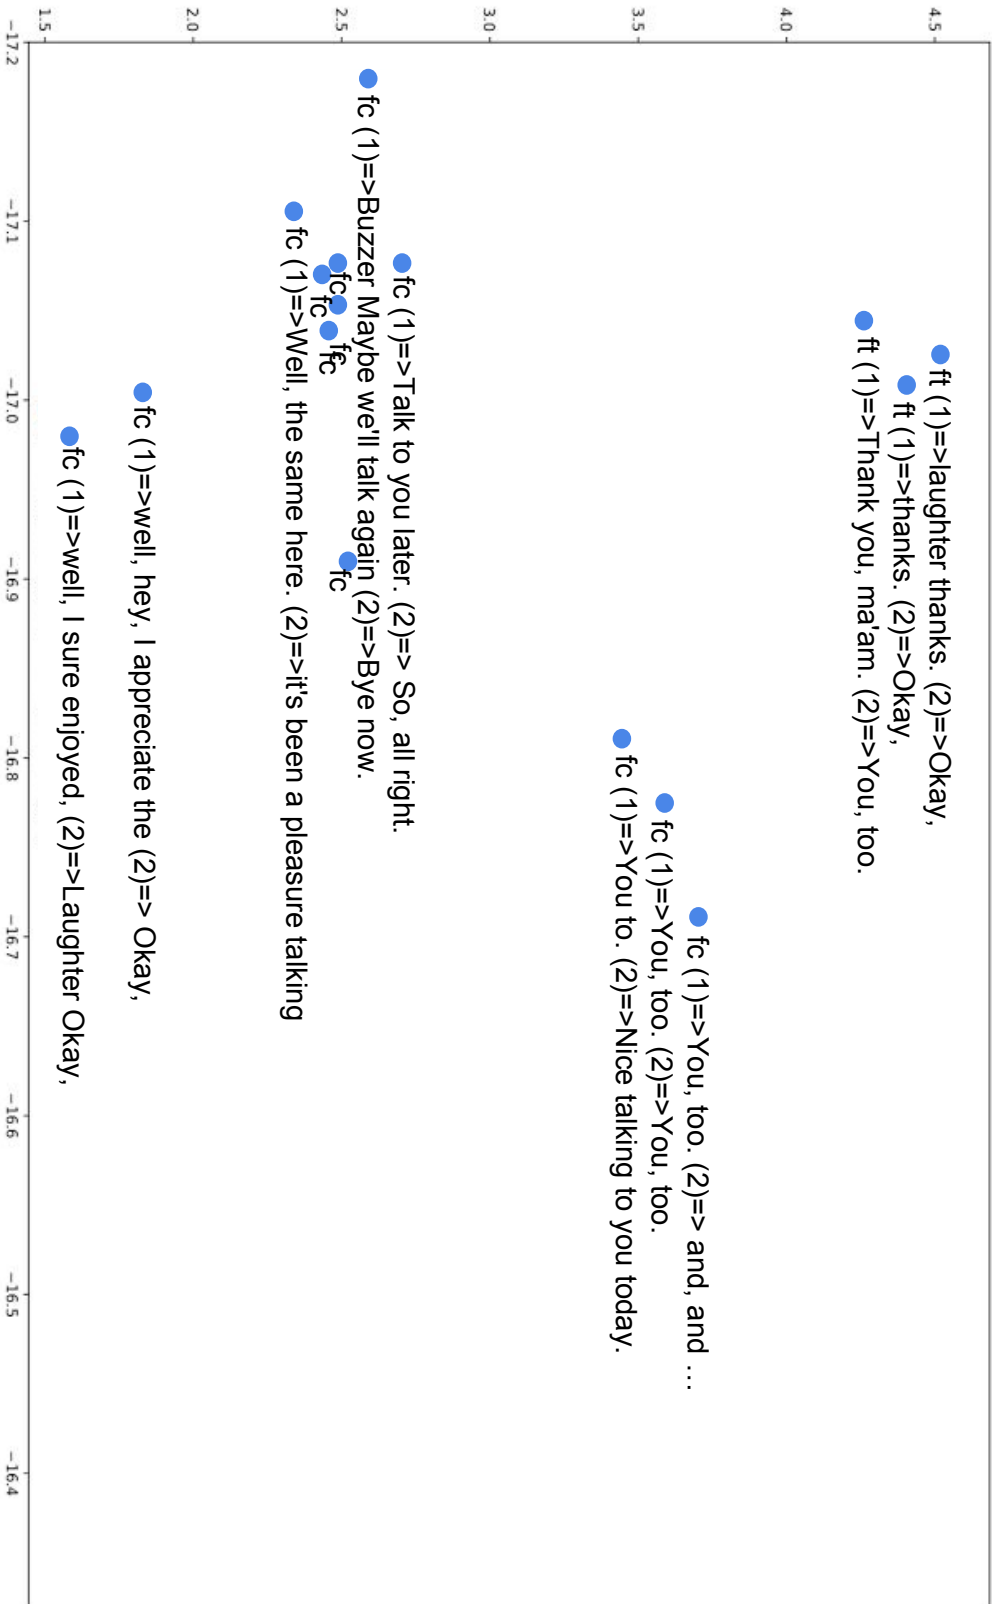 4.5
4.0
3.5
3.0
2.5
2.0
1.5
ft (1)=>laughter thanks. (2)=>Okay,
ft (1)=>thanks. (2)=>Okay,
ft (1)=>Thank you, ma'am. (2)=>You, too.
fc (1)=>You, too. (2)=> and, and …
fc (1)=>You, too. (2)=>You, too.
fc (1)=>You to. (2)=>Nice talking to you today.
fc (1)=>Talk to you later. (2)=> So, all right.
fc (1)=>Buzzer Maybe we'll talk again (2)=>Bye now.
fc
fc
fc
fc
fc
fc (1)=>Well, the same here. (2)=>it's been a pleasure talking
fc (1)=>well, hey, I appreciate the (2)=> Okay,
fc (1)=>well, I sure enjoyed, (2)=>Laughter Okay,
−17.2
−17.1
−17.0
−16.9
−16.8
−16.7
−16.6
−16.5
−16.4